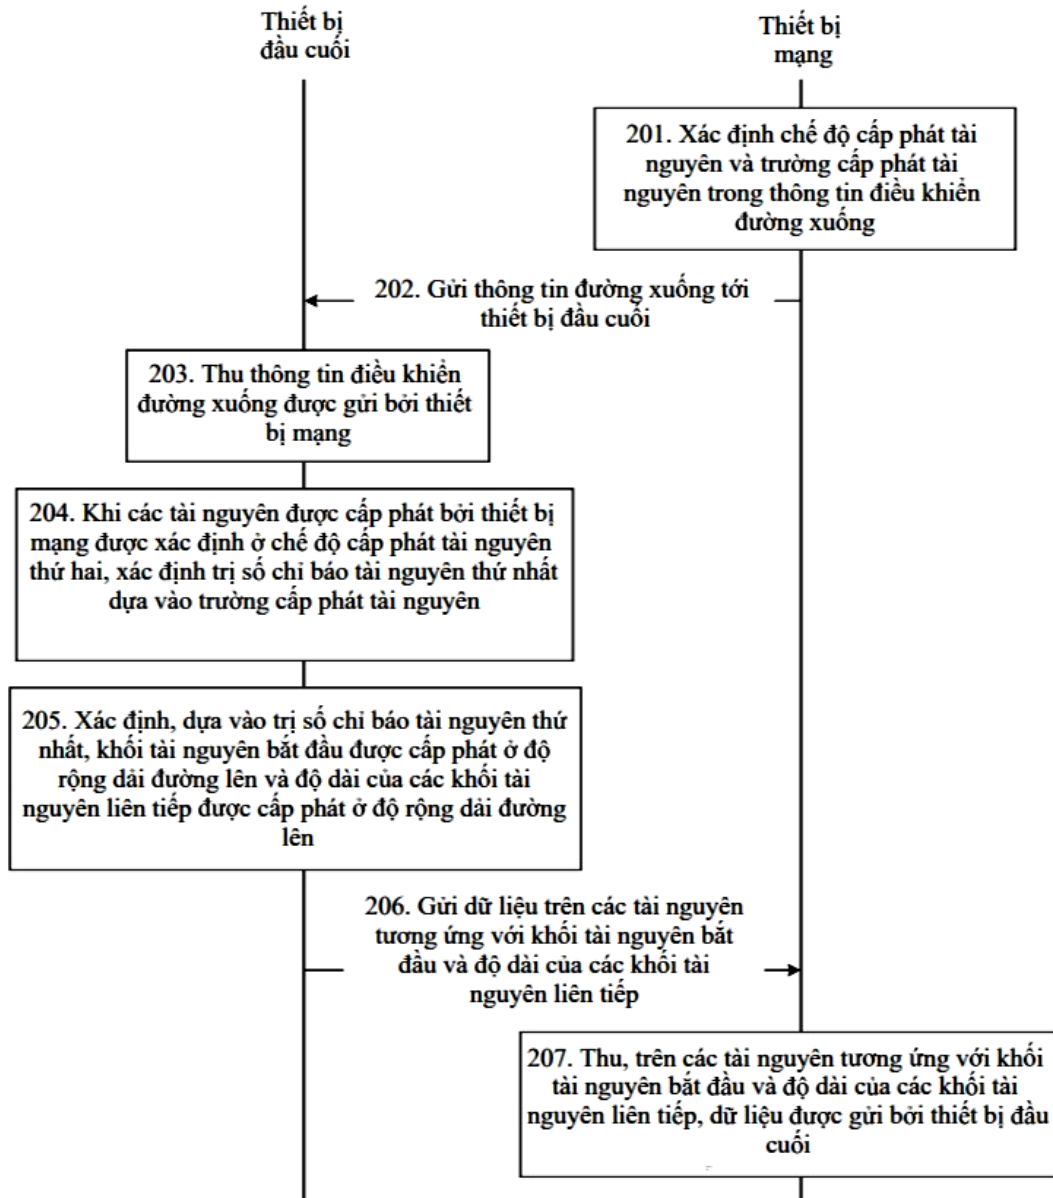 Thiết bị
đầu cuối
Thiết bị
mạng
201. Xác định chế độ cấp phát tài
nguyên và trường cấp phát tài
nguyên trong thông tin điều khiển
đường xuống
202. Gửi thông tin đường xuống tới
thiết bị đầu cuối
203. Thu thông tin điều khiển
đường xuống được gửi bởi thiết
bị mạng
204. Khi các tài nguyên được cấp phát bởi thiết bị
mạng được xác định ở chế độ cấp phát tài nguyên
thứ hai, xác định trị số chỉ báo tài nguyên thứ nhất
dựa vào trường cấp phát tài nguyên
205. Xác định, dựa vào trị số chỉ báo tài nguyên thứ
nhất, khối tài nguyên bắt đầu được cấp phát ở độ
rộng dải đường lên và độ dài của các khối tài
nguyên liên tiếp được cấp phát ở độ rộng dải đường
lên
206. Gửi dữ liệu trên các tài nguyên
tương ứng với khối tài nguyên bắt
đầu và độ dài của các khối tài
nguyên liên tiếp
207. Thu, trên các tài nguyên tương ứng với khối
tài nguyên bắt đầu và độ dài của các khối tài
nguyên liên tiếp, dữ liệu được gửi bởi thiết bị đầu
cuối